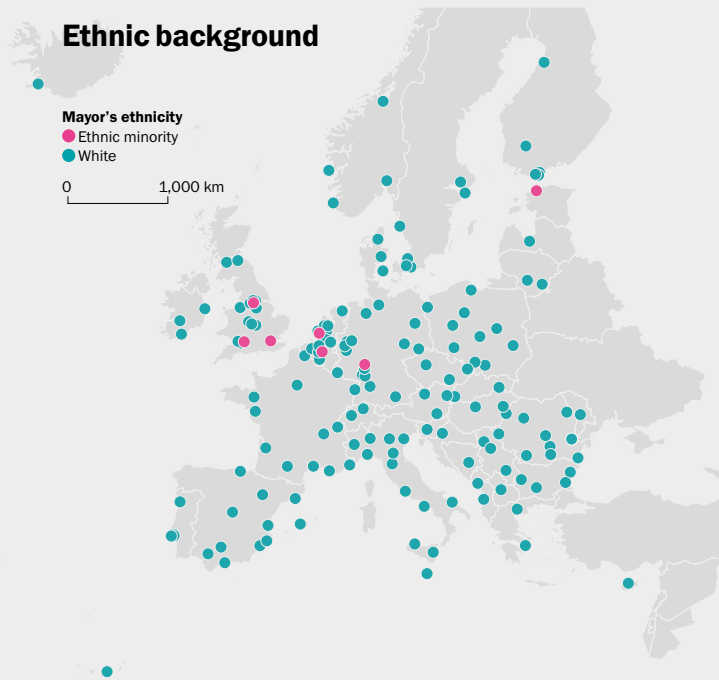 Ethnic background
Mayor's ethnicity
Ethnic minority
White
0 1,000 km